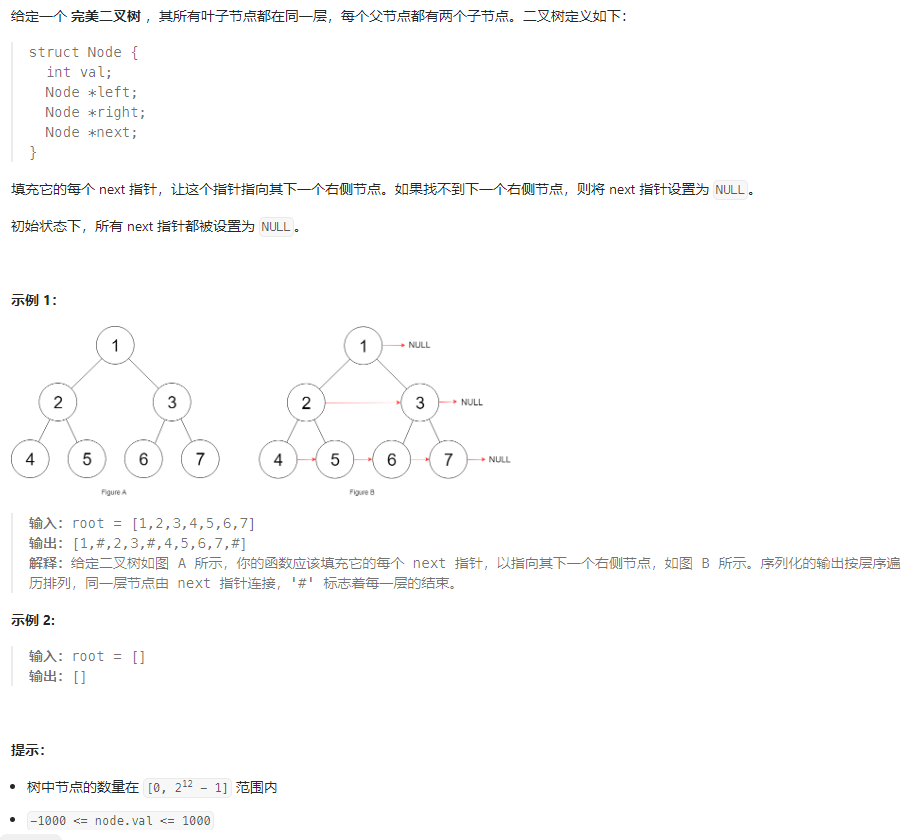 给定一个 完美二叉树 ，其所有叶子节点都在同一层，每个父节点都有两个子节点。二叉树定义如下：
struct Node {
  int val;
  Node *left;
  Node *right;
  Node *next;
}
填充它的每个 next 指针，让这个指针指向其下一个右侧节点。如果找不到下一个右侧节点，则将 next 指针设置为 NULL 。
初始状态下，所有 next 指针都被设置为 NULL 。
示例 1：
1
1 NULL
2 3
2 3 NULL
4 5 6 7
4 5 6 7 NULL
Figure A
Figure B
输入：root = [1,2,3,4,5,6,7]
输出：[1,#,2,3,#,4,5,6,7,#]
解释：给定二叉树如图 A 所示，你的函数应该填充它的每个 next 指针，以指向其下一个右侧节点，如图 B 所示。序列化的输出按层序遍
历排列，同一层节点由 next 指针连接，'#' 标志着每一层的结束。
示例 2:
输入：root = []
输出：[]
提示：
• 树中节点的数量在 [0, 2¹² - 1] 范围内
• -1000 <= node.val <= 1000